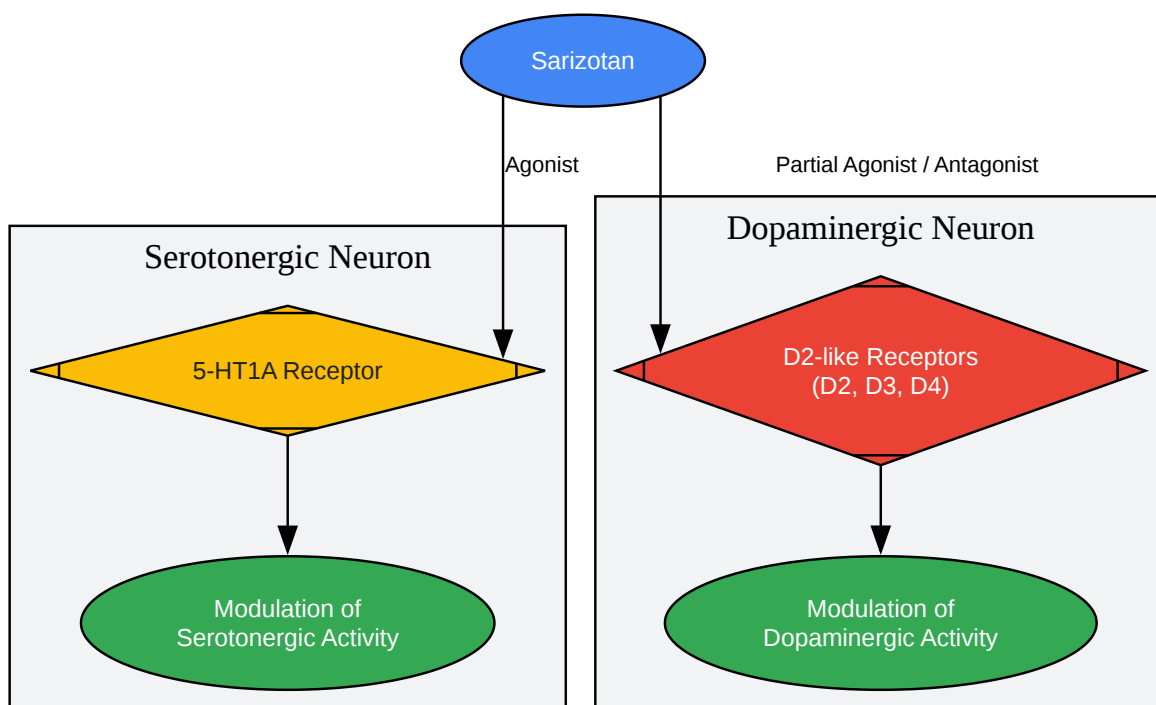 Sarizotan
Agonist
Partial Agonist / Antagonist
Serotonergic Neuron
5-HT1A Receptor
Modulation of
Serotonergic Activity
Dopaminergic Neuron
D2-like Receptors
(D2, D3, D4)
Modulation of
Dopaminergic Activity